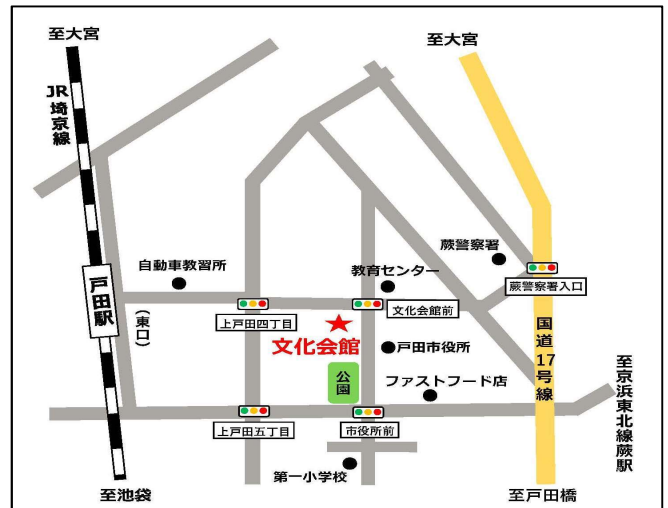 至大宮
至大宮
JR埼京線
戸田駅
(東口)
自動車教習所
教育センター
蕨警察署
蕨警察署入口
上戸田四丁目
文化会館前
文化会館
戸田市役所
国道17号線
公園
ファストフード店
至京浜東北線蕨駅
上戸田五丁目
市役所前
第一小学校
至池袋
至戸田橋